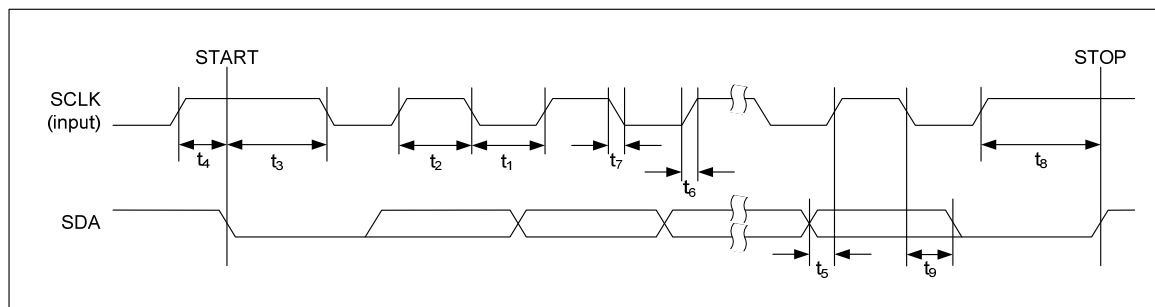 START
STOP
SCLK
(input)
t4
t3
t2
t1
t7
t6
t8
SDA
t5
t9